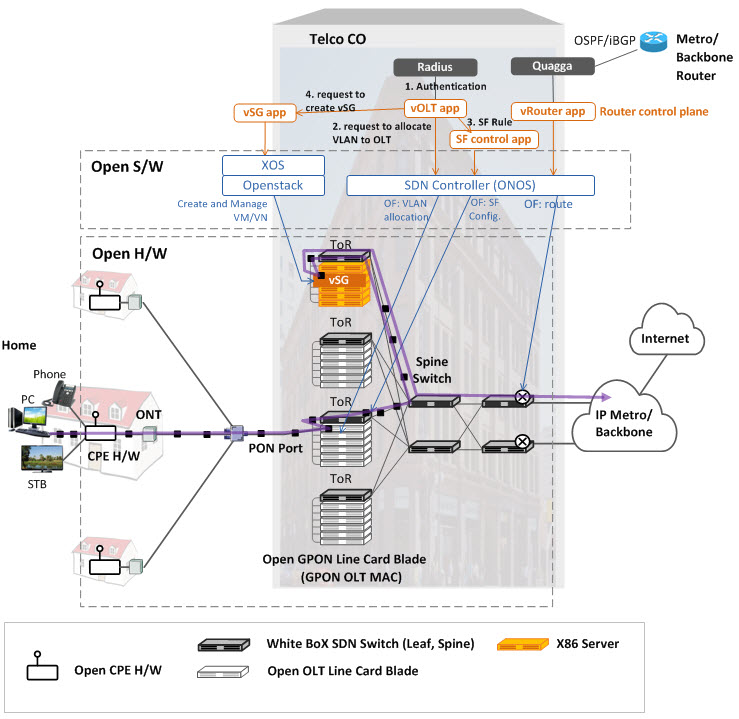 Telco CO
OSPF/iBGP
Metro/
Backbone
Router
Radius
Quagga
1. Authentication
4. request to
create vSG
vSG app
vOLT app
vRouter app
Router control plane
2. request to allocate
VLAN to OLT
3. SF Rule
SF control app
Open S/W
XOS
Openstack
SDN Controller (ONOS)
Create and Manage
VM/VN
OF: VLAN
allocation
OF: SF
Config.
OF: route
Open H/W
ToR
vSG
ToR
Internet
Home
Phone
PC
ONT
CPE H/W
STB
PON Port
ToR
Spine
Switch
IP Metro/
Backbone
ToR
Open GPON Line Card Blade
(GPON OLT MAC)
Open CPE H/W
White BoX SDN Switch (Leaf, Spine)
X86 Server
Open OLT Line Card Blade